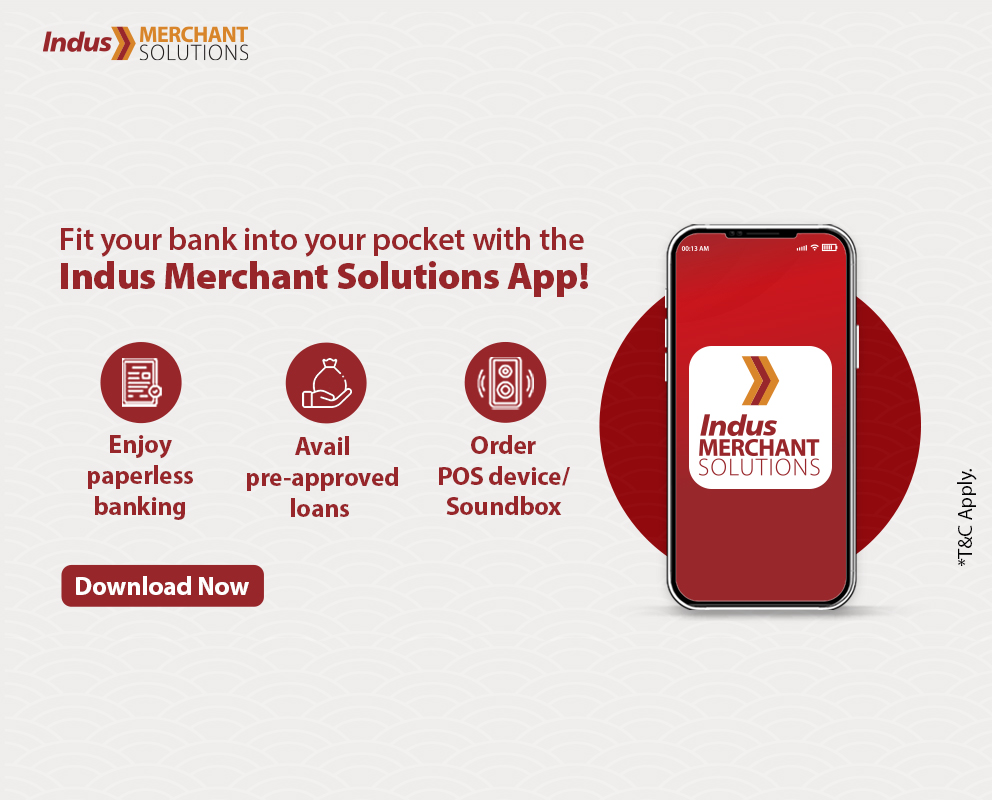 Indus MERCHANT
SOLUTIONS
Fit your bank into your pocket with the
Indus Merchant Solutions App!
Enjoy
paperless
banking
Avail
pre-approved
loans
Order
POS device/
Soundbox
Download Now
00:13 AM
Indus
MERCHANT
SOLUTIONS
*T&C Apply.